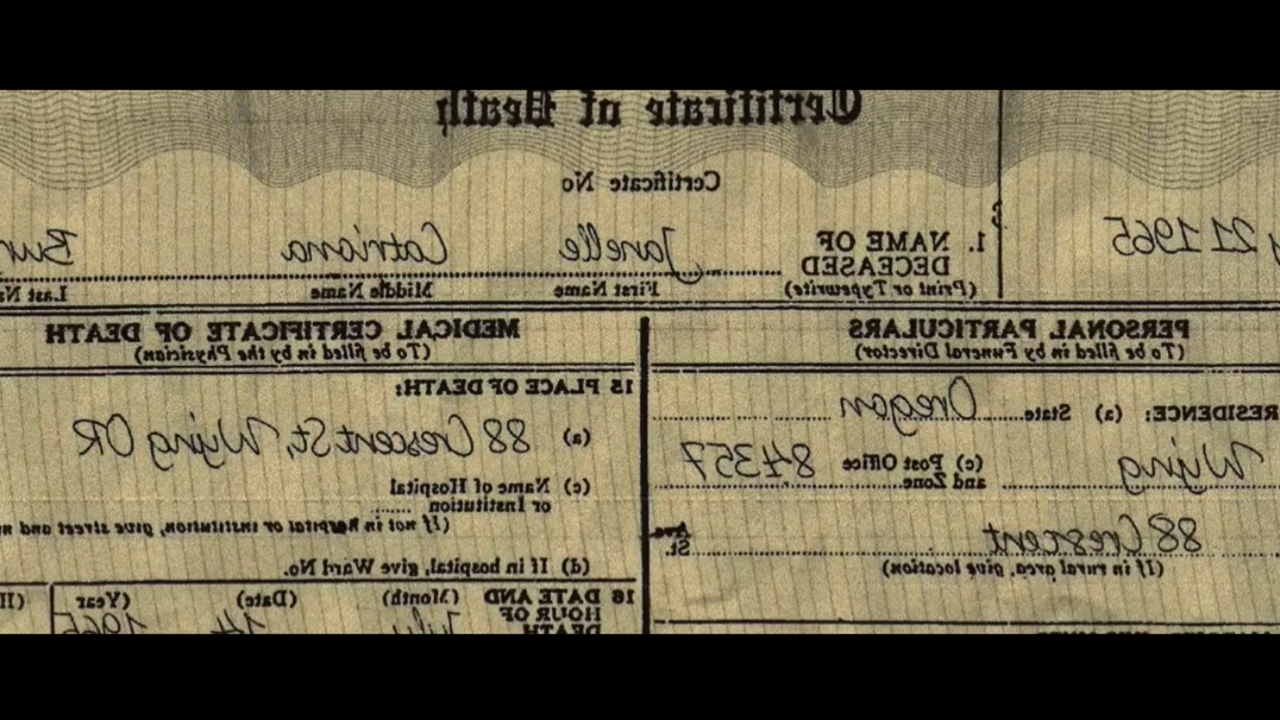 Certificate of Death
Certificate No
21 1965
1. NAME OF DECEASED
(Print or Typewrite)
Janelle Catriona
First Name Middle Name Last
PERSONAL PARTICULARS
(To be filled in by Funeral Director)
MEDICAL CERTIFICATE OF DEATH
(To be filled in by the Physician)
RESIDENCE: (a) State Oregon
Wying (c) Post Office and Zone 84357
88 Crescent Ave St.
(If in rural area, give location)
15 PLACE OF DEATH:
(a) 88 Crescent St, Wying OR
(c) Name of Hospital
or Institution
(If not in hospital or institution, give street and
(d) If in hospital, give Ward No.
16 DATE AND HOUR OF DEATH
(Month) (Date) (Year)
July 14 1965